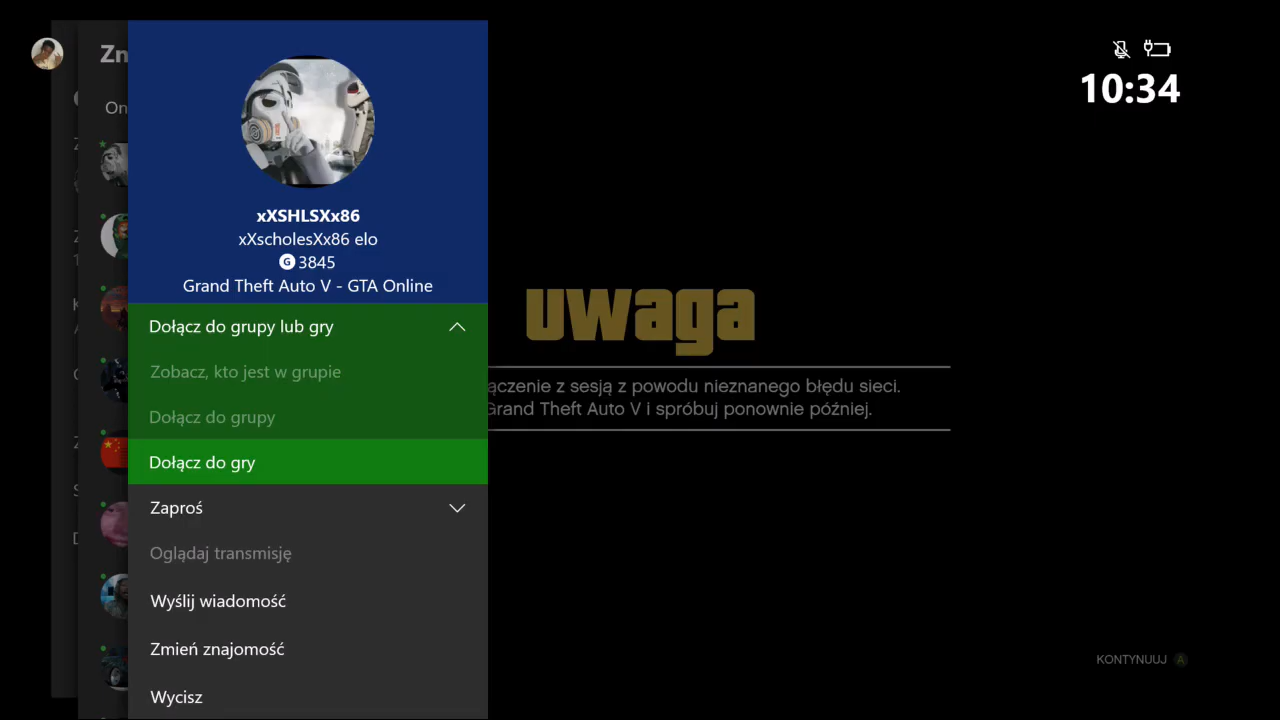 Zn
On
10:34
xXSHLSXx86
xXscholesXx86 elo
G 3845
Grand Theft Auto V - GTA Online
Dołącz do grupy lub gry
Zobacz, kto jest w grupie
Dołącz do grupy
Dołącz do gry
Zaproś
Oglądaj transmisję
Wyślij wiadomość
Zmień znajomość
Wycisz
uwaga
z sesją z powodu nieznanego błędu sieci.
Grand Theft Auto V i spróbuj ponownie później.
KONTYNUUJ A